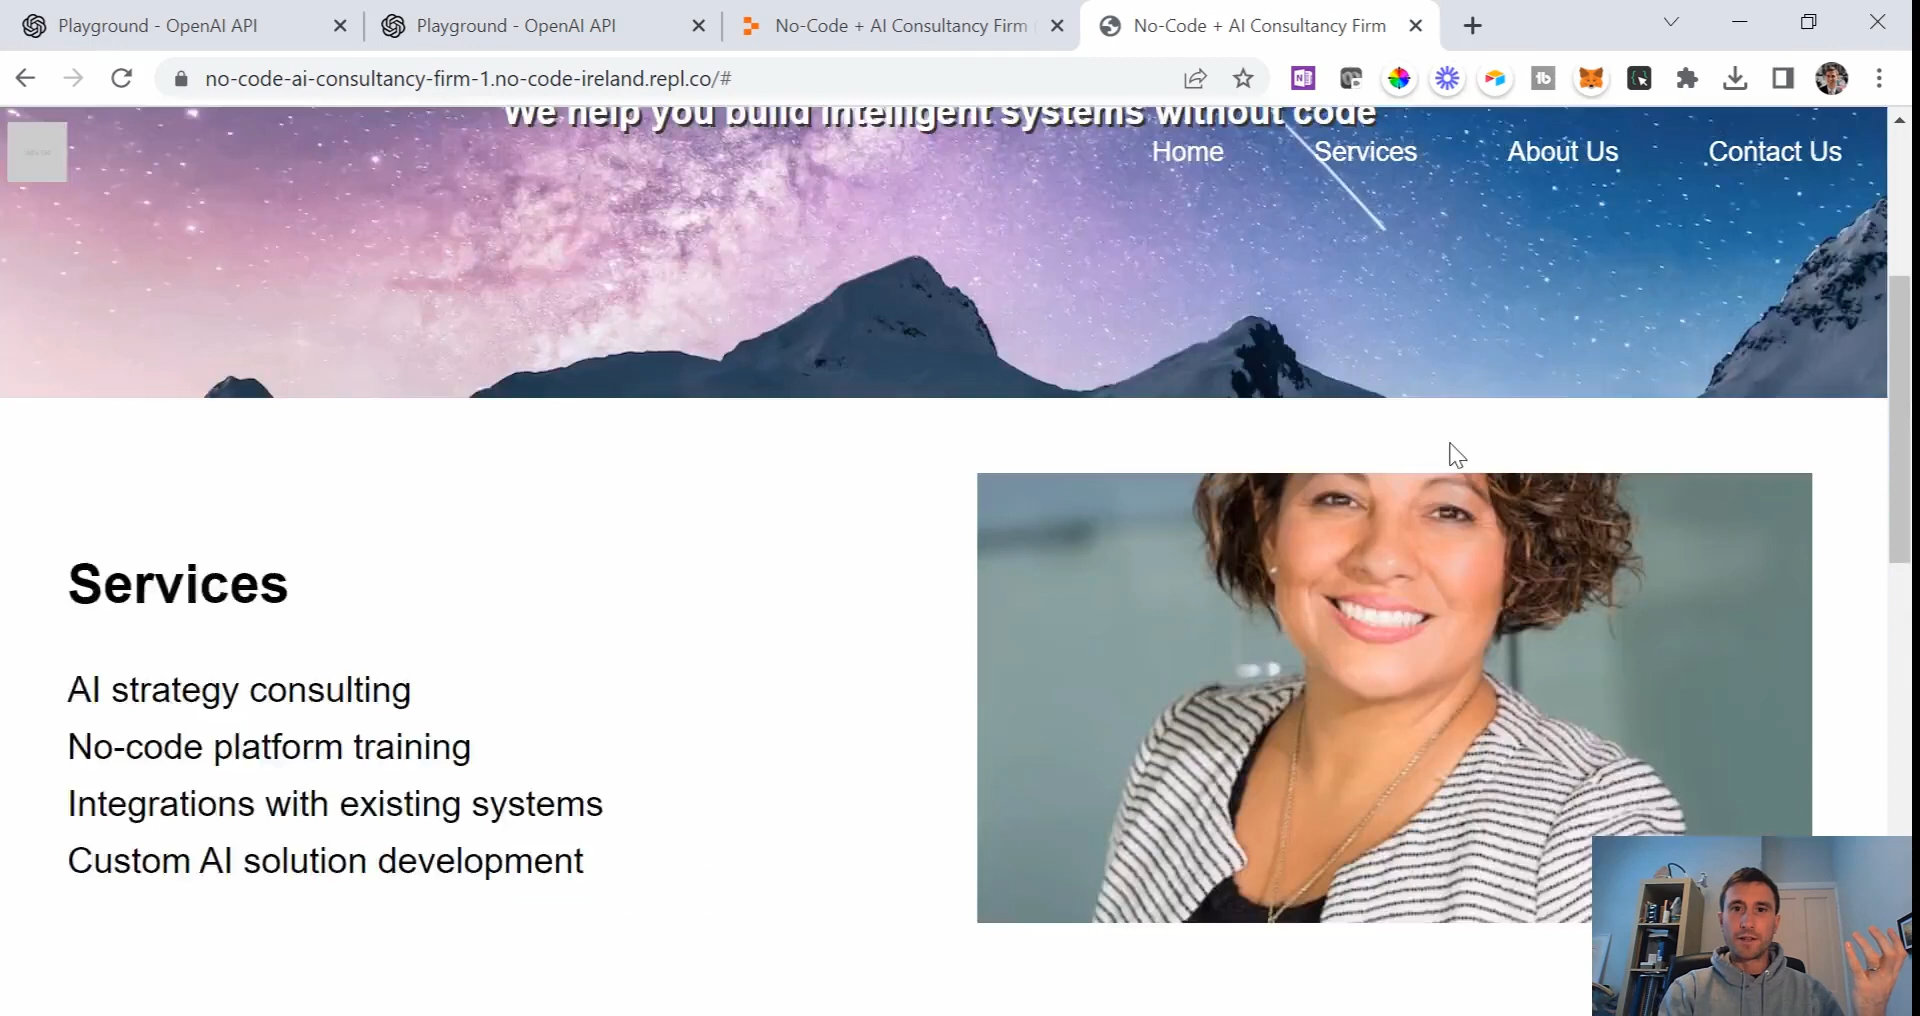 Playground - OpenAI API
Playground - OpenAI API
No-Code + AI Consultancy Firm
No-Code + AI Consultancy Firm
no-code-ai-consultancy-firm-1.no-code-ireland.repl.co/#
We help you build intelligent systems without code
Home Services About Us Contact Us
Services
AI strategy consulting
No-code platform training
Integrations with existing systems
Custom AI solution development